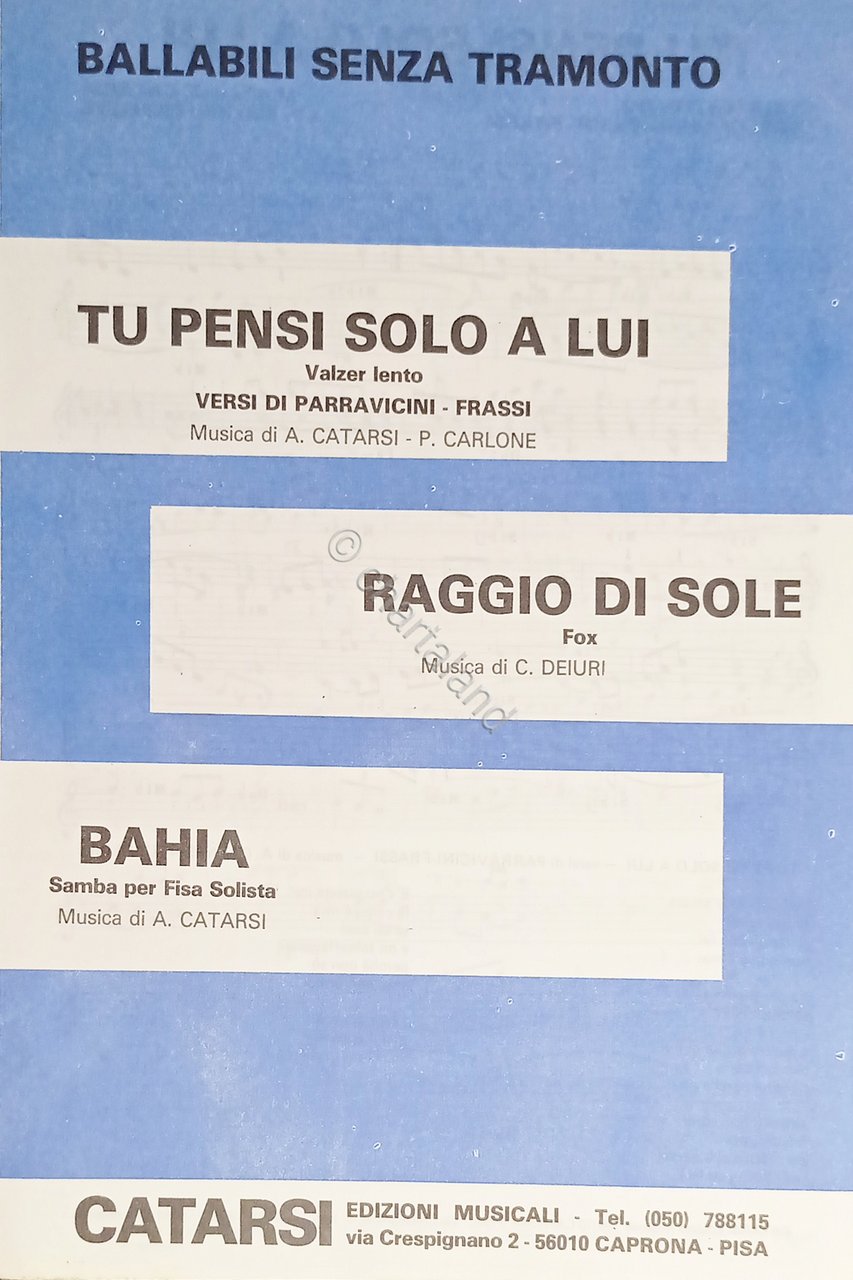 BALLABILI SENZA TRAMONTO
TU PENSI SOLO A LUI
Valzer lento
VERSI DI PARRAVICINI - FRASSI
Musica di A. CATARSI - P. CARLONE
© chartaland
RAGGIO DI SOLE
Fox
Musica di C. DEIURI
BAHIA
Samba per Fisa Solista
Musica di A. CATARSI
CATARSI
EDIZIONI MUSICALI - Tel. (050) 788115
via Crespignano 2 - 56010 CAPRONA - PISA